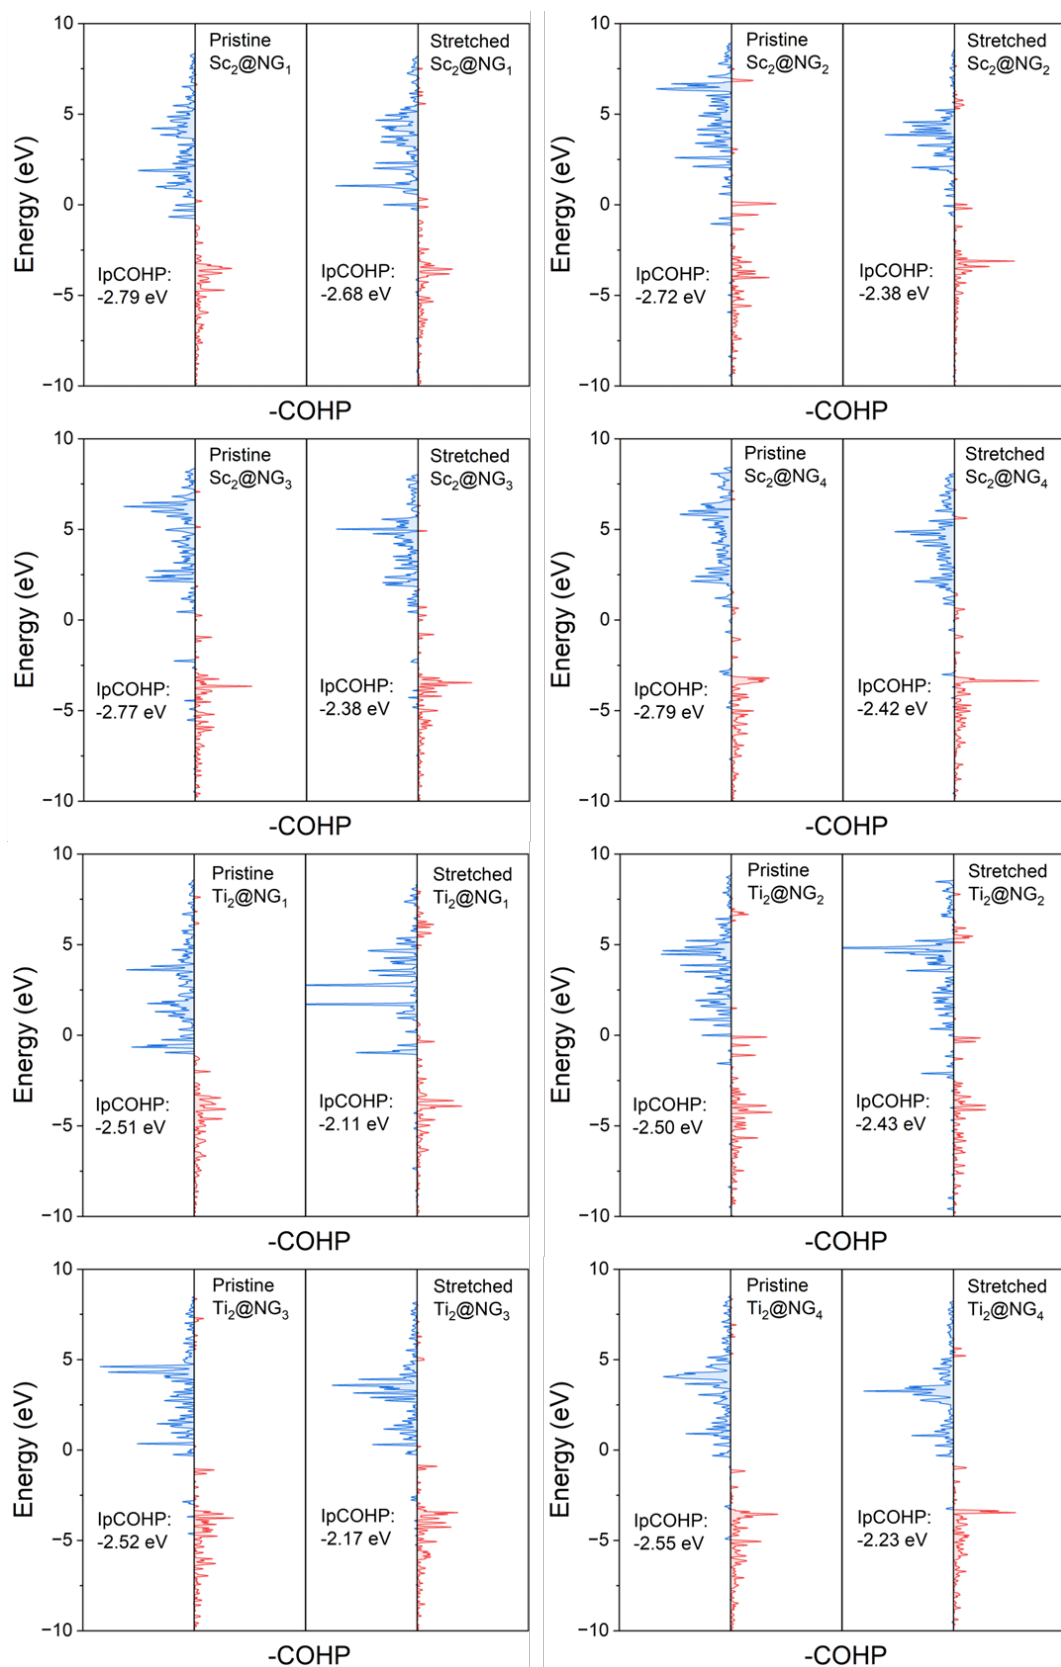 10
5
0
−5
−10
Energy (eV)
Pristine
Sc₂@NG₁
IpCOHP:
-2.79 eV
Stretched
Sc₂@NG₁
IpCOHP:
-2.68 eV
-COHP
10
5
0
−5
−10
Energy (eV)
Pristine
Sc₂@NG₂
IpCOHP:
-2.72 eV
Stretched
Sc₂@NG₂
IpCOHP:
-2.38 eV
-COHP
10
5
0
−5
−10
Energy (eV)
Pristine
Sc₂@NG₃
IpCOHP:
-2.77 eV
Stretched
Sc₂@NG₃
IpCOHP:
-2.38 eV
-COHP
10
5
0
−5
−10
Energy (eV)
Pristine
Sc₂@NG₄
IpCOHP:
-2.79 eV
Stretched
Sc₂@NG₄
IpCOHP:
-2.42 eV
-COHP
10
5
0
−5
−10
Energy (eV)
Pristine
Ti₂@NG₁
IpCOHP:
-2.51 eV
Stretched
Ti₂@NG₁
IpCOHP:
-2.11 eV
-COHP
10
5
0
−5
−10
Energy (eV)
Pristine
Ti₂@NG₂
IpCOHP:
-2.50 eV
Stretched
Ti₂@NG₂
IpCOHP:
-2.43 eV
-COHP
10
5
0
−5
−10
Energy (eV)
Pristine
Ti₂@NG₃
IpCOHP:
-2.52 eV
Stretched
Ti₂@NG₃
IpCOHP:
-2.17 eV
-COHP
10
5
0
−5
−10
Energy (eV)
Pristine
Ti₂@NG₄
IpCOHP:
-2.55 eV
Stretched
Ti₂@NG₄
IpCOHP:
-2.23 eV
-COHP